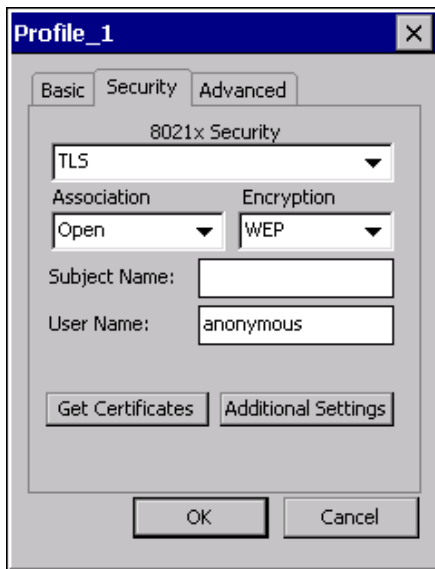 Profile_1
Basic Security Advanced
8021x Security
TLS
Association Encryption
Open WEP
Subject Name:
User Name: anonymous
Get Certificates Additional Settings
OK Cancel